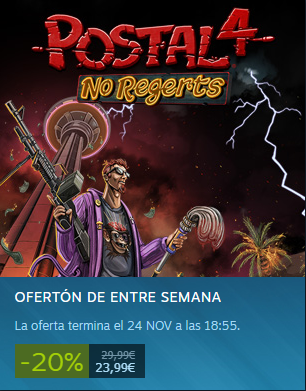 POSTAL 4
No Regerts
OFERTÓN DE ENTRE SEMANA
La oferta termina el 24 NOV a las 18:55.
-20%
29,99€
23,99€